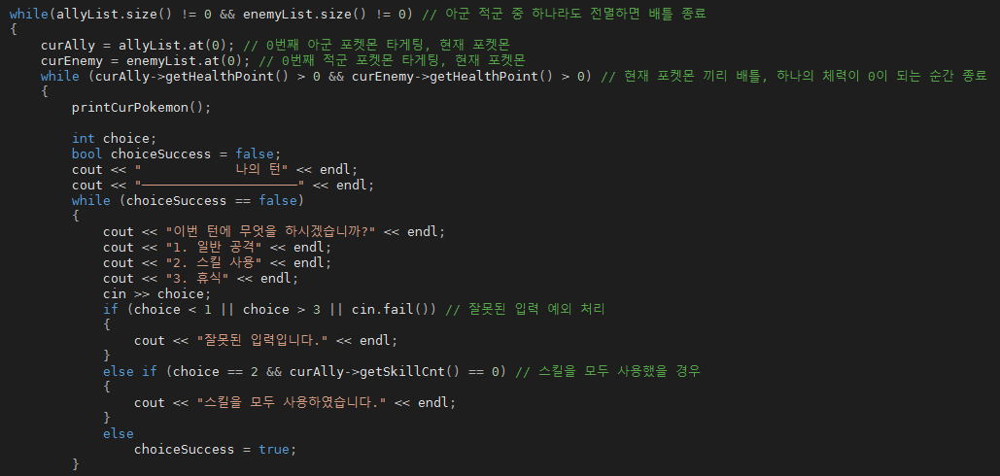 while(allyList.size() != 0 && enemyList.size() != 0) // 아군 적군 중 하나라도 전멸하면 배틀 종료
{
    curAlly = allyList.at(0); // 0번째 아군 포켓몬 타게팅, 현재 포켓몬
    curEnemy = enemyList.at(0); // 0번째 적군 포켓몬 타게팅, 현재 포켓몬
    while (curAlly->getHealthPoint() > 0 && curEnemy->getHealthPoint() > 0) // 현재 포켓몬 끼리 배틀, 하나의 체력이 0이 되는 순간 종료
    {
        printCurPokemon();

        int choice;
        bool choiceSuccess = false;
        cout << "            나의 턴" << endl;
        cout << "────────────────────" << endl;
        while (choiceSuccess == false)
        {
            cout << "이번 턴에 무엇을 하시겠습니까?" << endl;
            cout << "1. 일반 공격" << endl;
            cout << "2. 스킬 사용" << endl;
            cout << "3. 휴식" << endl;
            cin >> choice;
            if (choice < 1 || choice > 3 || cin.fail()) // 잘못된 입력 예외 처리
            {
                cout << "잘못된 입력입니다." << endl;
            }
            else if (choice == 2 && curAlly->getSkillCnt() == 0) // 스킬을 모두 사용했을 경우
            {
                cout << "스킬을 모두 사용하였습니다." << endl;
            }
            else
                choiceSuccess = true;
        }